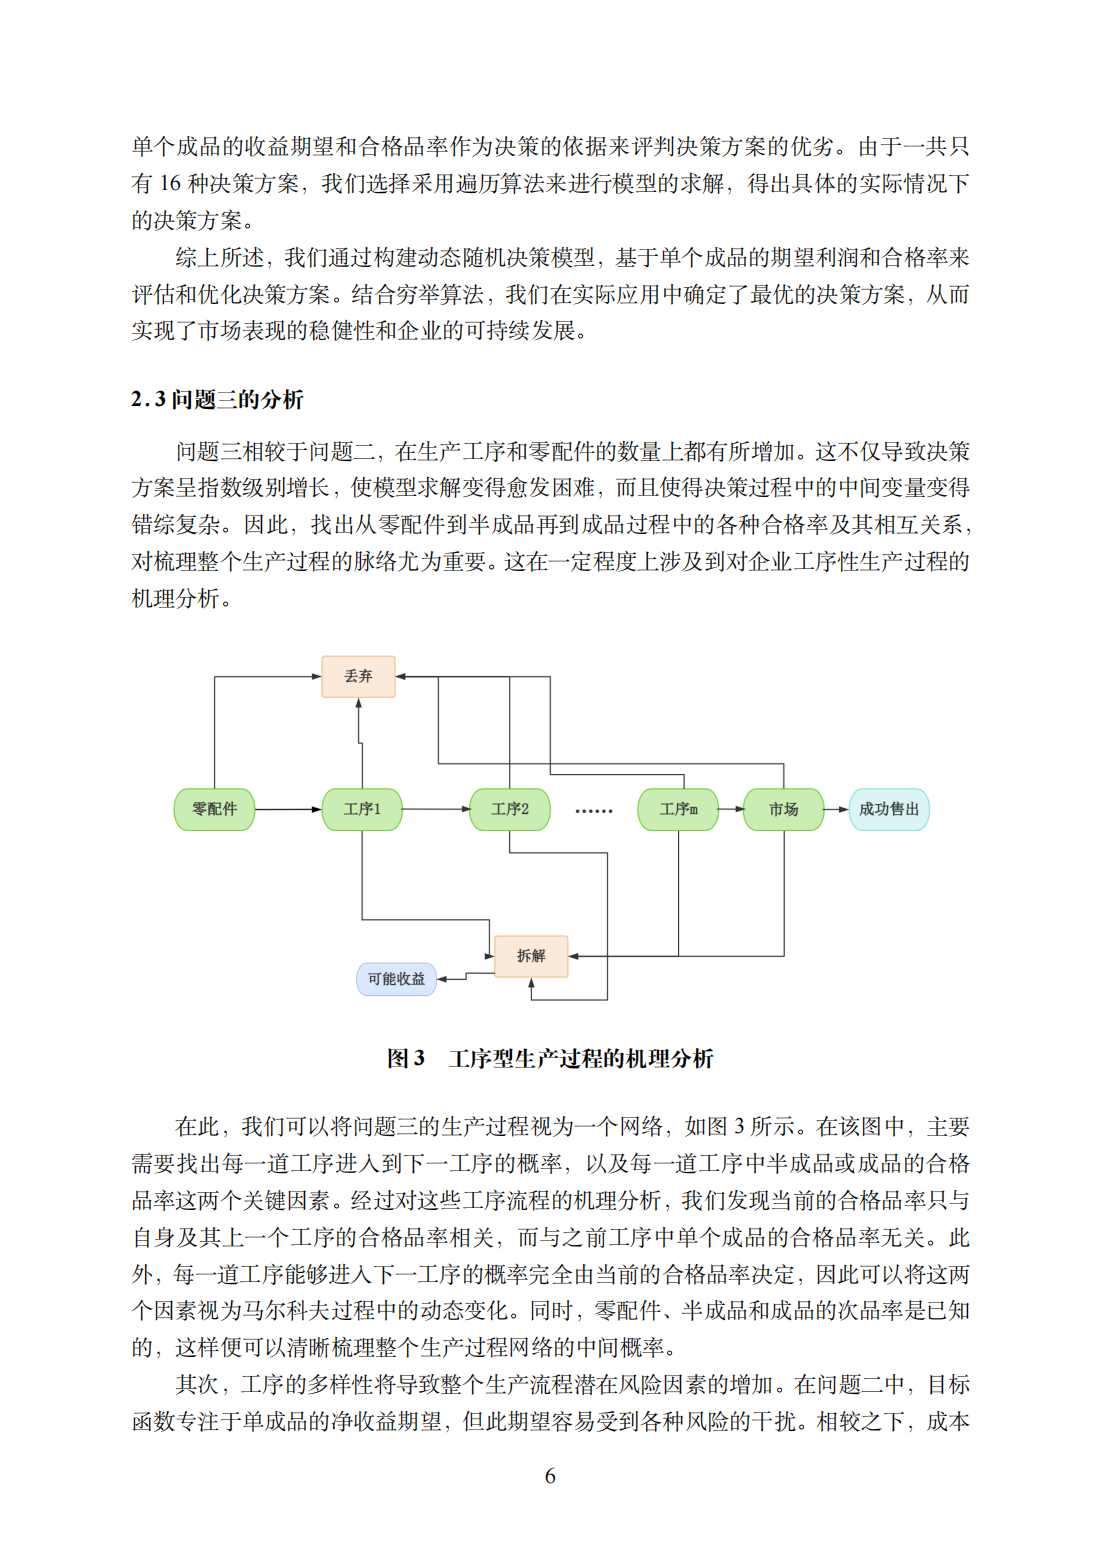 单个成品的收益期望和合格品率作为决策的依据来评判决策方案的优劣。由于一共只
有 16 种决策方案，我们选择采用遍历算法来进行模型的求解，得出具体的实际情况下
的决策方案。
综上所述，我们通过构建动态随机决策模型，基于单个成品的期望利润和合格率来
评估和优化决策方案。结合穷举算法，我们在实际应用中确定了最优的决策方案，从而
实现了市场表现的稳健性和企业的可持续发展。
2.3 问题三的分析
问题三相较于问题二，在生产工序和零配件的数量上都有所增加。这不仅导致决策
方案呈指数级别增长，使模型求解变得愈发困难，而且使得决策过程中的中间变量变得
错综复杂。因此，找出从零配件到半成品再到成品过程中的各种合格率及其相互关系，
对梳理整个生产过程的脉络尤为重要。这在一定程度上涉及到对企业工序性生产过程的
机理分析。
丢弃
零配件
工序1
工序2
······
工序m
市场
成功售出
拆解
可能收益
图 3 工序型生产过程的机理分析
在此，我们可以将问题三的生产过程视为一个网络，如图 3 所示。在该图中，主要
需要找出每一道工序进入到下一工序的概率，以及每一道工序中半成品或成品的合格
品率这两个关键因素。经过对这些工序流程的机理分析，我们发现当前的合格品率只与
自身及其上一个工序的合格品率相关，而与之前工序中单个成品的合格品率无关。此
外，每一道工序能够进入下一工序的概率完全由当前的合格品率决定，因此可以将这两
个因素视为马尔科夫过程中的动态变化。同时，零配件、半成品和成品的次品率是已知
的，这样便可以清晰梳理整个生产过程网络的中间概率。
其次，工序的多样性将导致整个生产流程潜在风险因素的增加。在问题二中，目标
函数专注于单成品的净收益期望，但此期望容易受到各种风险的干扰。相较之下，成本
6